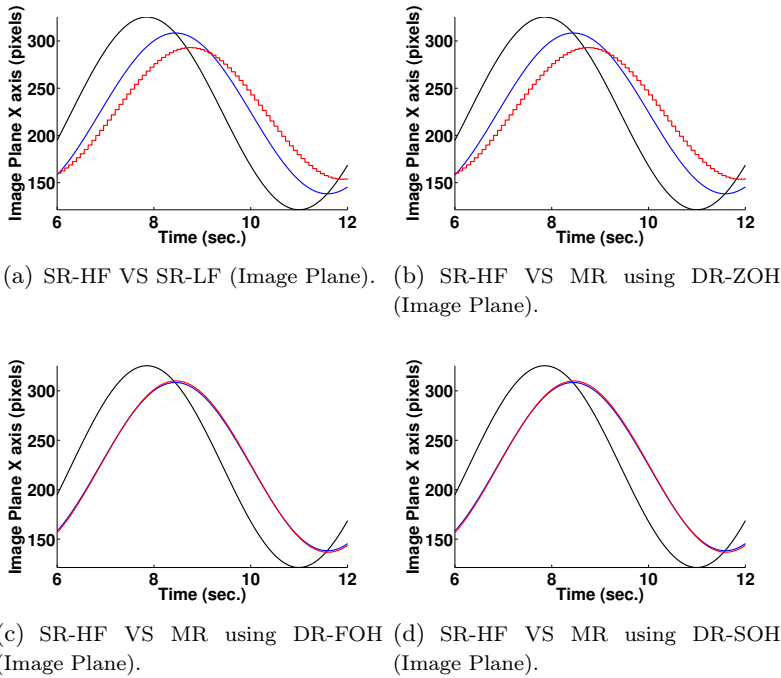 Image Plane X axis (pixels)
300
250
200
150
6
8
10
12
Time (sec.)
(a) SR-HF VS SR-LF (Image Plane).
Image Plane X axis (pixels)
300
250
200
150
6
8
10
12
Time (sec.)
(b) SR-HF VS MR using DR-ZOH
(Image Plane).
Image Plane X axis (pixels)
300
250
200
150
6
8
10
12
Time (sec.)
(c) SR-HF VS MR using DR-FOH
(Image Plane).
Image Plane X axis (pixels)
300
250
200
150
6
8
10
12
Time (sec.)
(d) SR-HF VS MR using DR-SOH
(Image Plane).